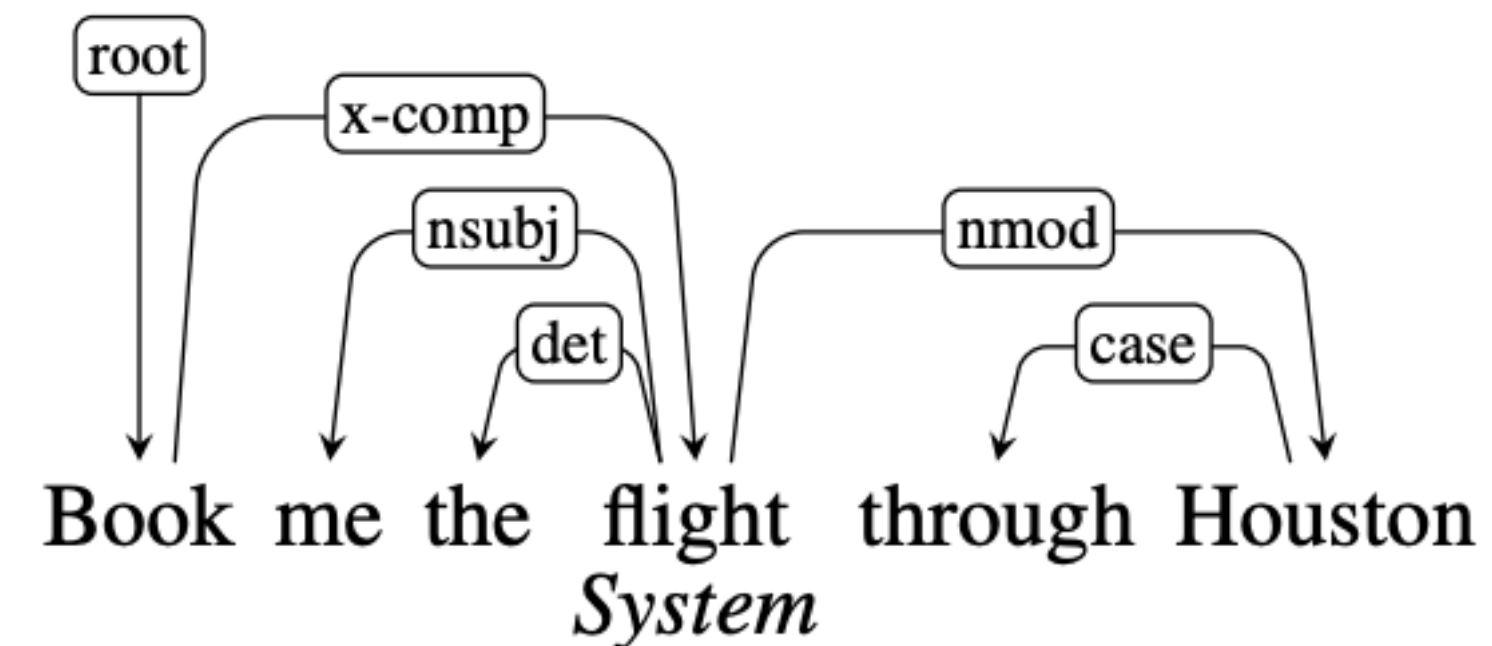 root
x-comp
nsubj nmod
det case
Book me the flight through Houston
System